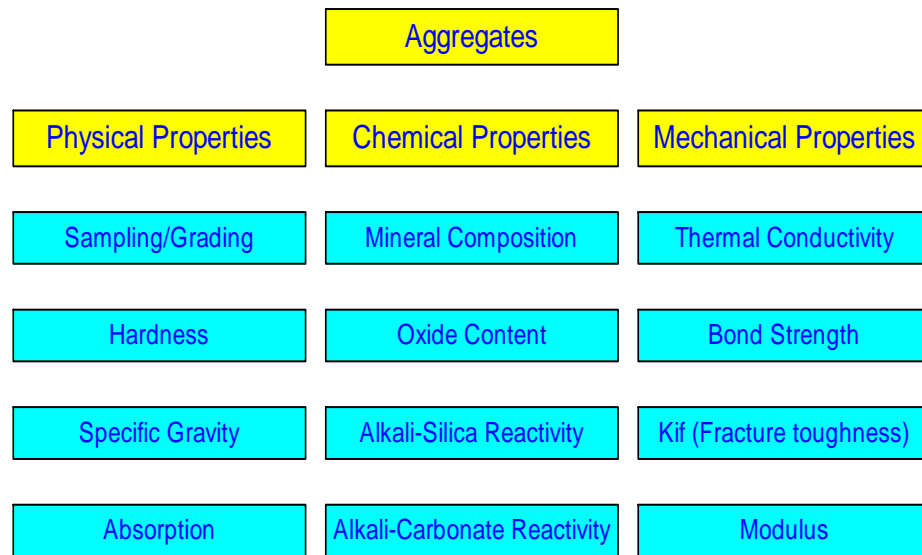 Aggregates
Physical Properties
Chemical Properties
Mechanical Properties
Sampling/Grading
Mineral Composition
Thermal Conductivity
Hardness
Oxide Content
Bond Strength
Specific Gravity
Alkali-Silica Reactivity
Kif (Fracture toughness)
Absorption
Alkali-Carbonate Reactivity
Modulus